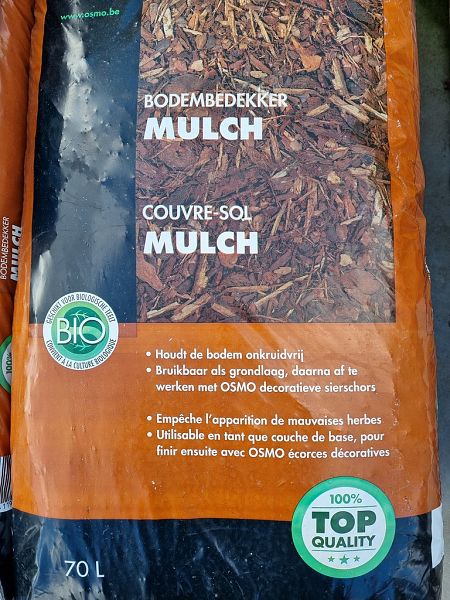 www.osmo.be
BODEMBEDEKKER
MULCH
COUVRE-SOL
MULCH
BODEMBEDEKKER
MULCH
100%
GESCHIKT VOOR BIOLOGISCHE TEELT
BIO
CONVIENT À LA CULTURE BIOLOGIQUE
• Houdt de bodem onkruidvrij
• Bruikbaar als grondlaag, daarna af te
werken met OSMO decoratieve sierschors
• Empêche l'apparition de mauvaises herbes
• Utilisable en tant que couche de base, pour
finir ensuite avec OSMO écorces décoratives
100%
TOP
QUALITY
70 L